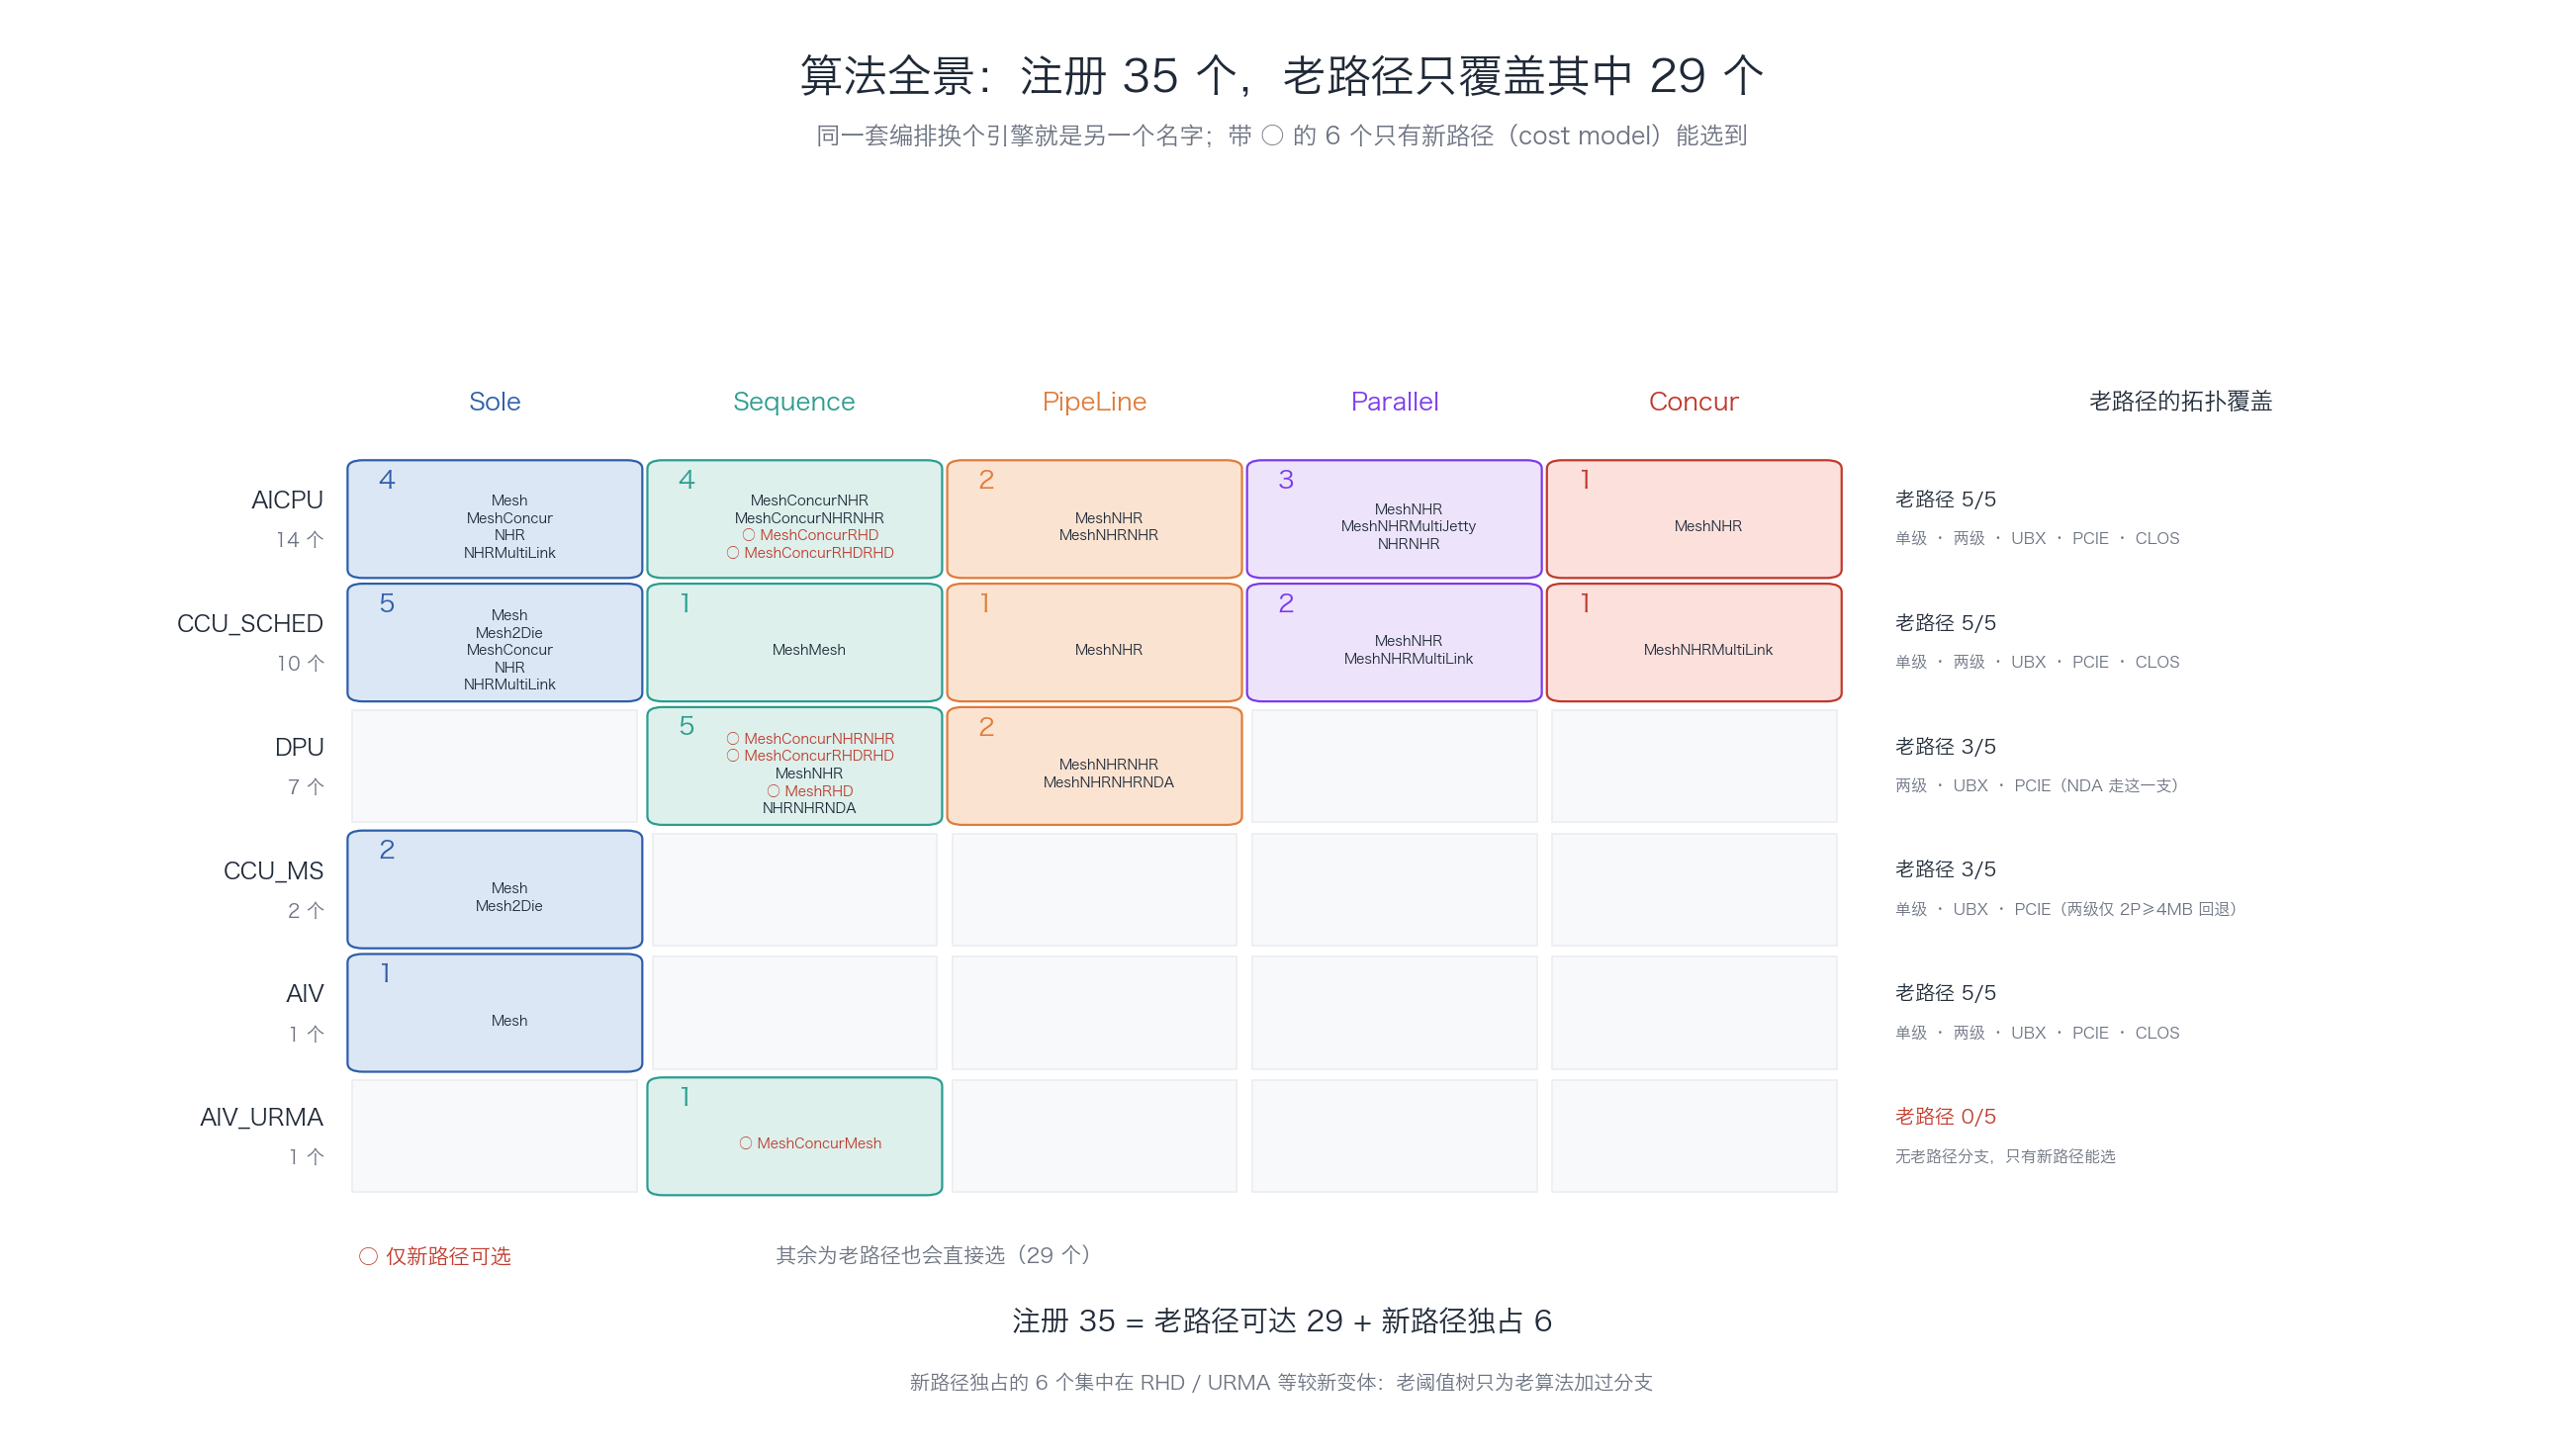 算法全景：注册 35 个，老路径只覆盖其中 29 个
同一套编排换个引擎就是另一个名字；带 ○ 的 6 个只有新路径（cost model）能选到
Sole
Sequence
PipeLine
Parallel
Concur
老路径的拓扑覆盖
AICPU
14 个
4
Mesh
MeshConcur
NHR
NHRMultiLink
4
MeshConcurNHR
MeshConcurNHRNHR
○ MeshConcurRHD
○ MeshConcurRHDRHD
2
MeshNHR
MeshNHRNHR
3
MeshNHR
MeshNHRMultiJetty
NHRNHR
1
MeshNHR
老路径 5/5
单级 · 两级 · UBX · PCIE · CLOS
CCU_SCHED
10 个
5
Mesh
Mesh2Die
MeshConcur
NHR
NHRMultiLink
1
MeshMesh
1
MeshNHR
2
MeshNHR
MeshNHRMultiLink
1
MeshNHRMultiLink
老路径 5/5
单级 · 两级 · UBX · PCIE · CLOS
DPU
7 个
5
○ MeshConcurNHRNHR
○ MeshConcurRHDRHD
MeshNHR
○ MeshRHD
NHRNHRNDA
2
MeshNHRNHR
MeshNHRNHRNDA
老路径 3/5
两级 · UBX · PCIE（NDA 走这一支）
CCU_MS
2 个
2
Mesh
Mesh2Die
老路径 3/5
单级 · UBX · PCIE（两级仅 2P≥4MB 回退）
AIV
1 个
1
Mesh
老路径 5/5
单级 · 两级 · UBX · PCIE · CLOS
AIV_URMA
1 个
1
○ MeshConcurMesh
老路径 0/5
无老路径分支，只有新路径能选
○ 仅新路径可选
其余为老路径也会直接选（29 个）
注册 35 = 老路径可达 29 + 新路径独占 6
新路径独占的 6 个集中在 RHD / URMA 等较新变体：老阈值树只为老算法加过分支